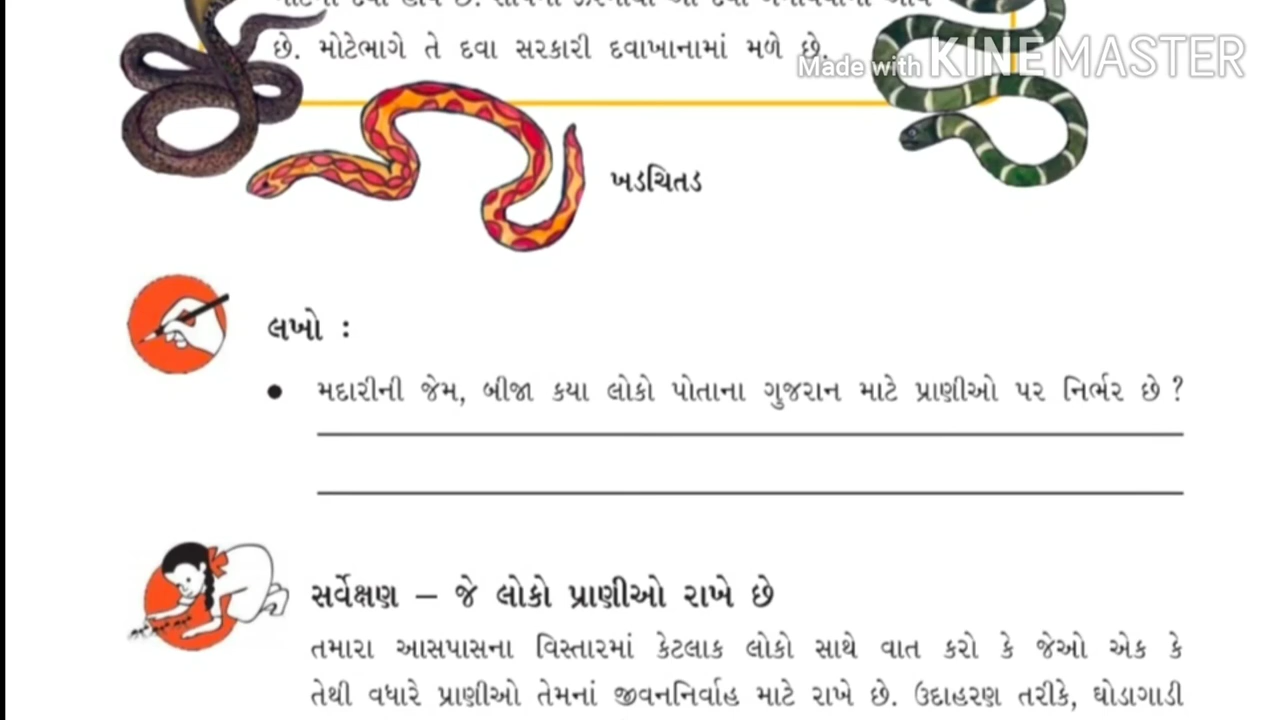 છે. મોટેભાગે તે દવા સરકારી દવાખાનામાં મળે છે.
Made with KINEMASTER
ખડચિતડ
લખો :
● મદારીની જેમ, બીજા કયા લોકો પોતાના ગુજરાન માટે પ્રાણીઓ પર નિર્ભર છે ?
સર્વેક્ષણ – જે લોકો પ્રાણીઓ રાખે છે
તમારા આસપાસના વિસ્તારમાં કેટલાક લોકો સાથે વાત કરો કે જેઓ એક કે
તેથી વધારે પ્રાણીઓ તેમનાં જીવનનિર્વાહ માટે રાખે છે. ઉદાહરણ તરીકે, ઘોડાગાડી